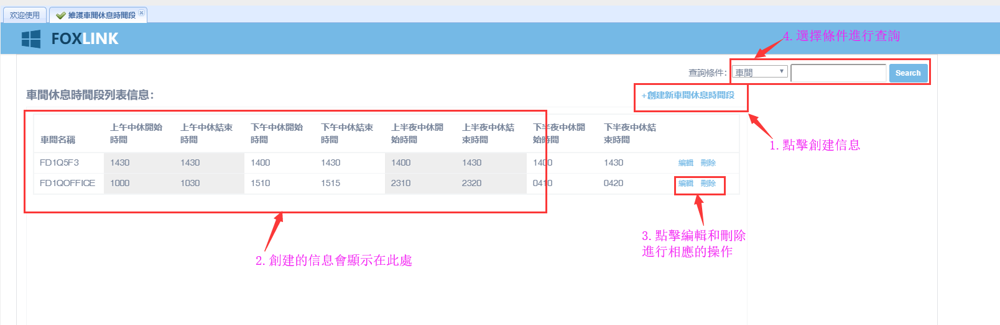 欢迎使用
維護車間休息時間段
FOXLINK
4.選擇條件進行查詢
查詢條件:
車間
Search
車間休息時間段列表信息:
+創建新車間休息時間段
1.點擊創建信息
車間名稱 上午中休開始時間 上午中休結束時間 下午中休開始時間 下午中休結束時間 上半夜中休開始時間 上半夜中休結束時間 下半夜中休開始時間 下半夜中休結束時間
FD1Q5F3 1430 1430 1400 1430 1400 1430 1400 1430 編輯 刪除
FD1QOFFICE 1000 1030 1510 1515 2310 2320 0410 0420 編輯 刪除
3.點擊編輯和刪除
進行相應的操作
2.創建的信息會顯示在此處